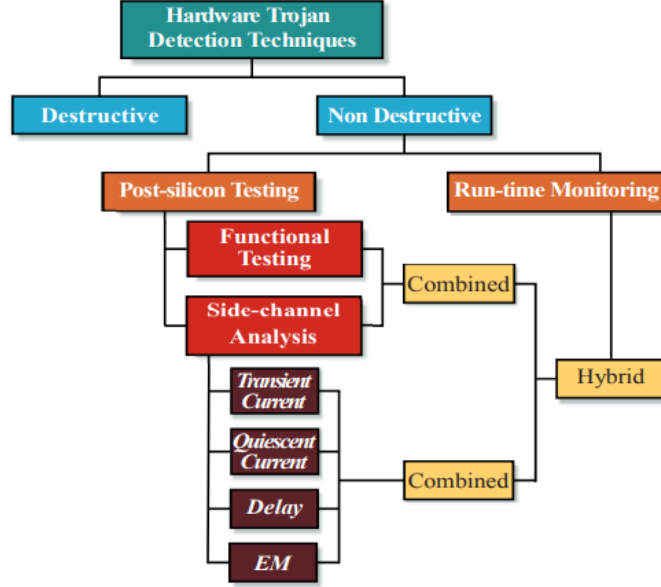 Hardware Trojan
Detection Techniques
Destructive
Non Destructive
Post-silicon Testing
Run-time Monitoring
Functional
Testing
Combined
Side-channel
Analysis
Hybrid
Transient
Current
Quiescent
Current
Combined
Delay
EM